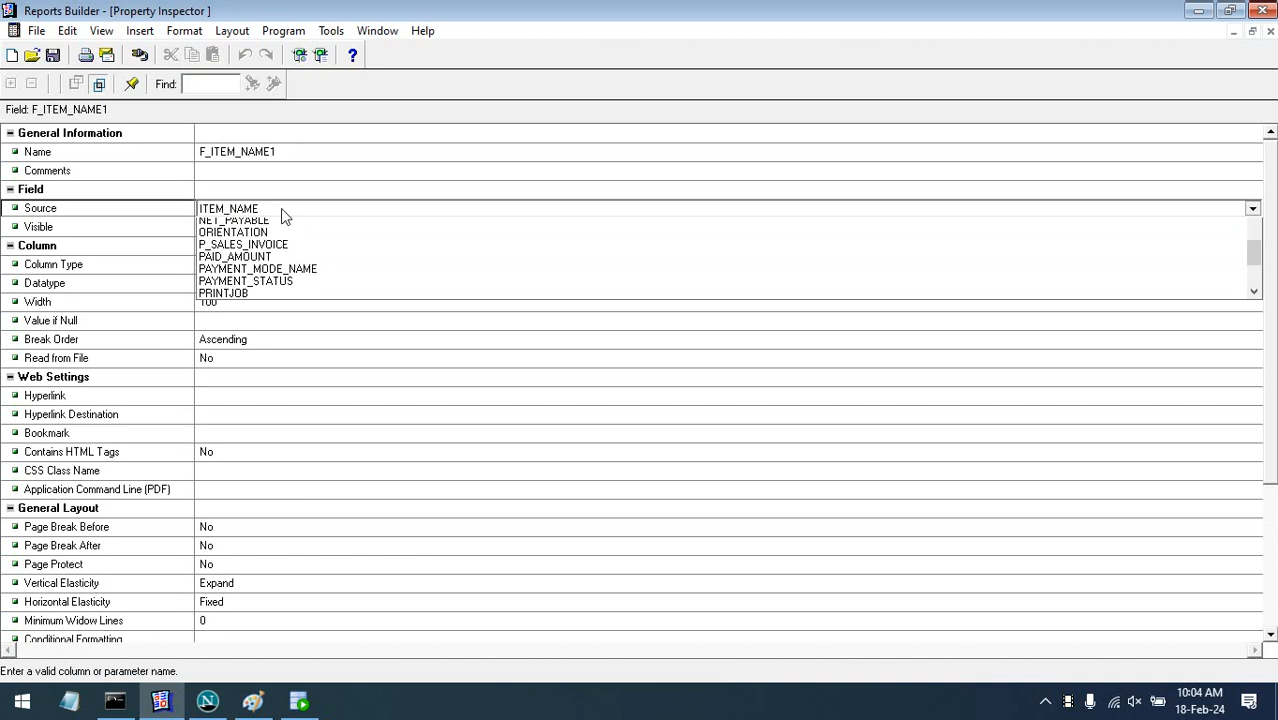 Reports Builder - [Property Inspector ]
File Edit View Insert Format Layout Program Tools Window Help
Find:
Field: F_ITEM_NAME1
General Information
Name F_ITEM_NAME1
Comments
Field
Source ITEM_NAME
NET_PAYABLE
Visible
ORIENTATION
P_SALES_INVOICE
Column
PAID_AMOUNT
Column Type
PAYMENT_MODE_NAME
Datatype
PAYMENT_STATUS
PRINTJOB
Width 100
Value if Null
Break Order Ascending
Read from File No
Web Settings
Hyperlink
Hyperlink Destination
Bookmark
Contains HTML Tags No
CSS Class Name
Application Command Line (PDF)
General Layout
Page Break Before No
Page Break After No
Page Protect No
Vertical Elasticity Expand
Horizontal Elasticity Fixed
Minimum Widow Lines 0
Conditional Formatting
Enter a valid column or parameter name.
10:04 AM
18-Feb-24